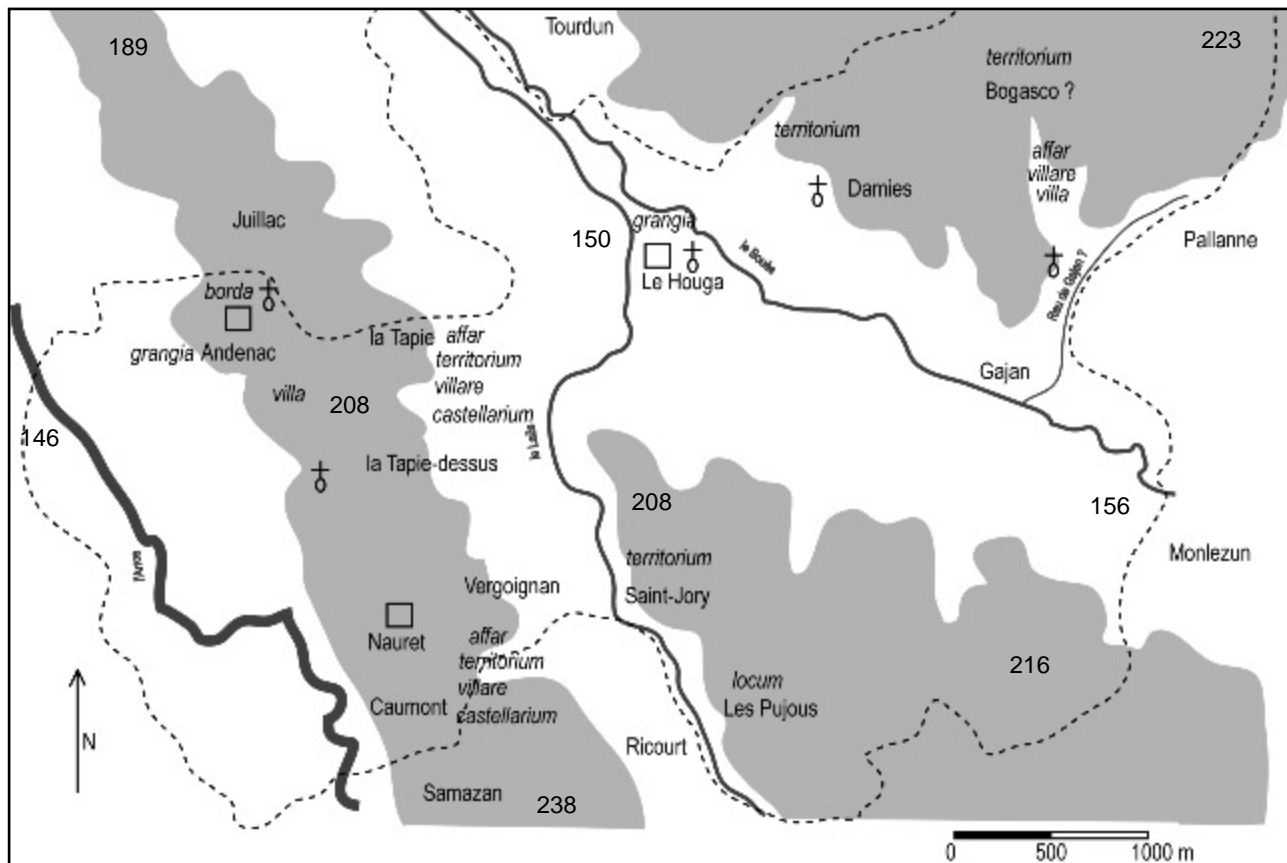 Tourdun
189
223
territorium
Bogasco ?
territorium
affar
villare
villa
Damies
Juillac
150
grangia
le Bouès
Pallanne
Le Houga
Rau de Gajan ?
borda
la Tapie
affar
territorium
villare
castellarium
grangia Andenac
Gajan
villa
208
146
la Tapie-dessus
208
156
Monlezun
l'Arros
territorium
Saint-Jory
Vergoignan
Nauret
affar
territorium
villare
castellarium
216
locum
Les Pujous
Caumont
N
Ricourt
Samazan
238
0 500 1000 m